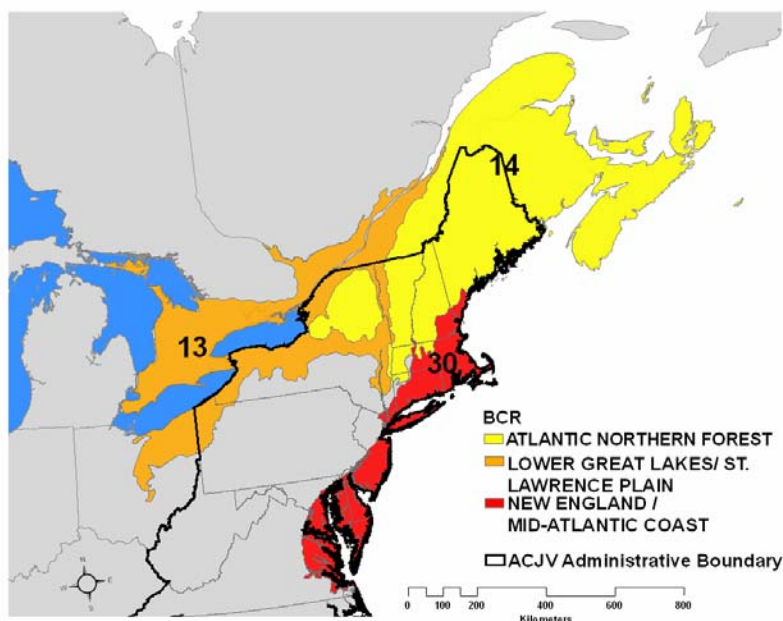 14
13
30
BCR
ATLANTIC NORTHERN FOREST
LOWER GREAT LAKES/ ST.
LAWRENCE PLAIN
NEW ENGLAND /
MID-ATLANTIC COAST
ACJV Administrative Boundary
N
W E
S
0 100 200 400 600 800
Kilometers